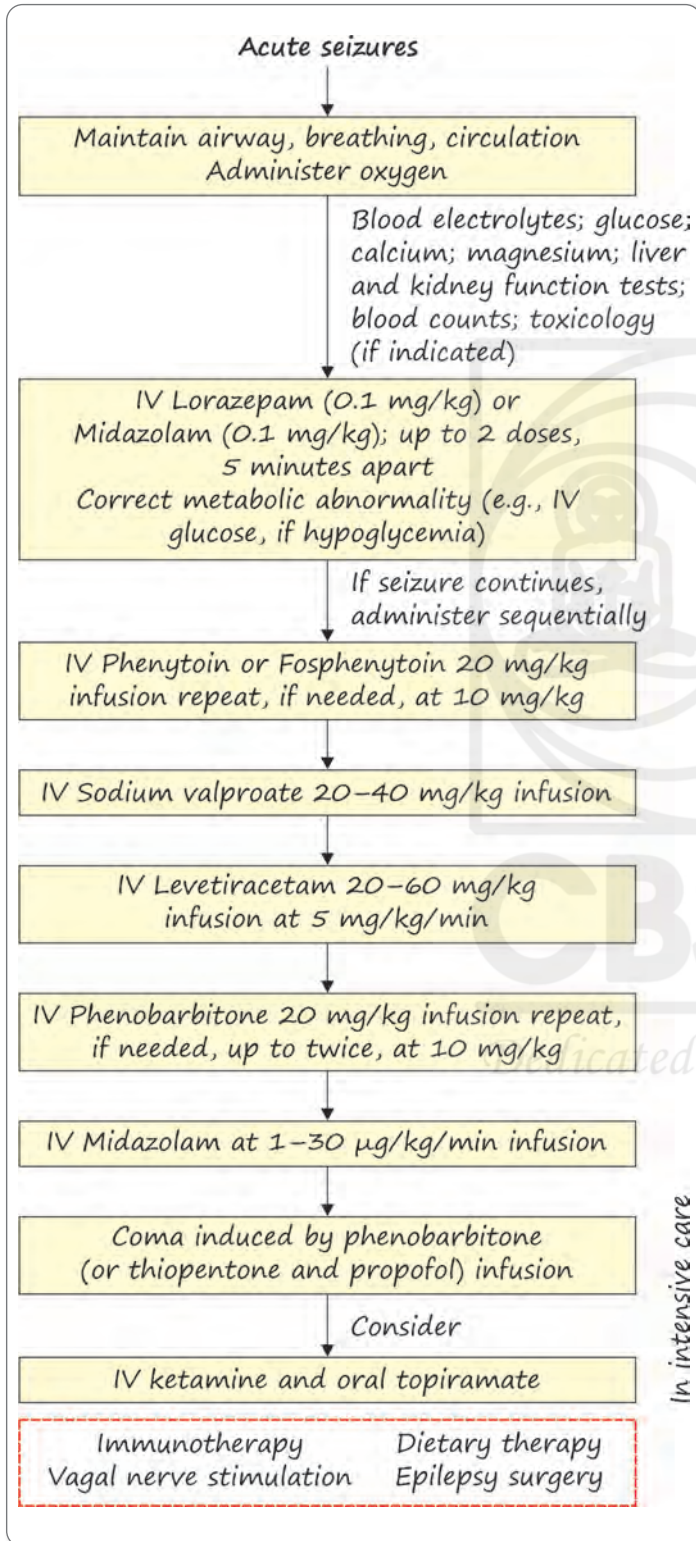 Acute seizures
Maintain airway, breathing, circulation
Administer oxygen
Blood electrolytes; glucose;
calcium; magnesium; liver
and kidney function tests;
blood counts; toxicology
(if indicated)
IV Lorazepam (0.1 mg/kg) or
Midazolam (0.1 mg/kg); up to 2 doses,
5 minutes apart
Correct metabolic abnormality (e.g., IV
glucose, if hypoglycemia)
If seizure continues,
administer sequentially
IV Phenytoin or Fosphenytoin 20 mg/kg
infusion repeat, if needed, at 10 mg/kg
IV Sodium valproate 20–40 mg/kg infusion
IV Levetiracetam 20–60 mg/kg
infusion at 5 mg/kg/min
CB
IV Phenobarbitone 20 mg/kg infusion repeat,
if needed, up to twice, at 10 mg/kg
Dedicated
IV Midazolam at 1–30 µg/kg/min infusion
Coma induced by phenobarbitone
(or thiopentone and propofol) infusion
Consider
IV ketamine and oral topiramate
In intensive care
Immunotherapy Dietary therapy
Vagal nerve stimulation Epilepsy surgery